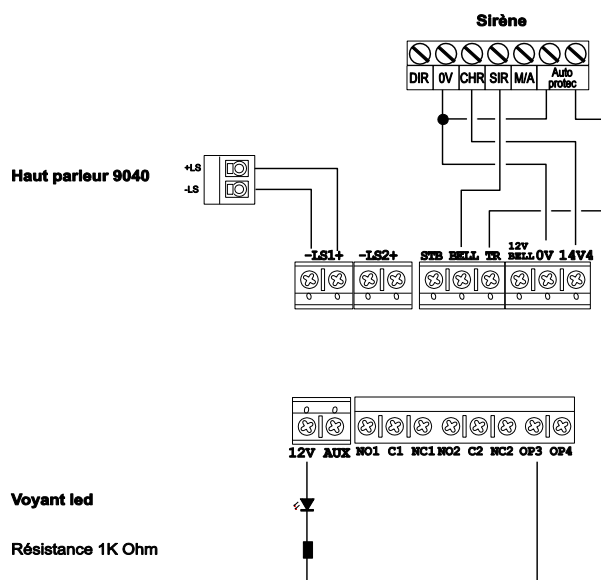 Sirène
DIR 0V CHR SIR M/A Auto protec
+LS
Haut parleur 9040
-LS
-LS1+ -LS2+ STB BELL TR 12V BELL 0V 14V4
12V AUX NO1 C1 NC1 NO2 C2 NC2 OP3 OP4
Voyant led
Résistance 1K Ohm